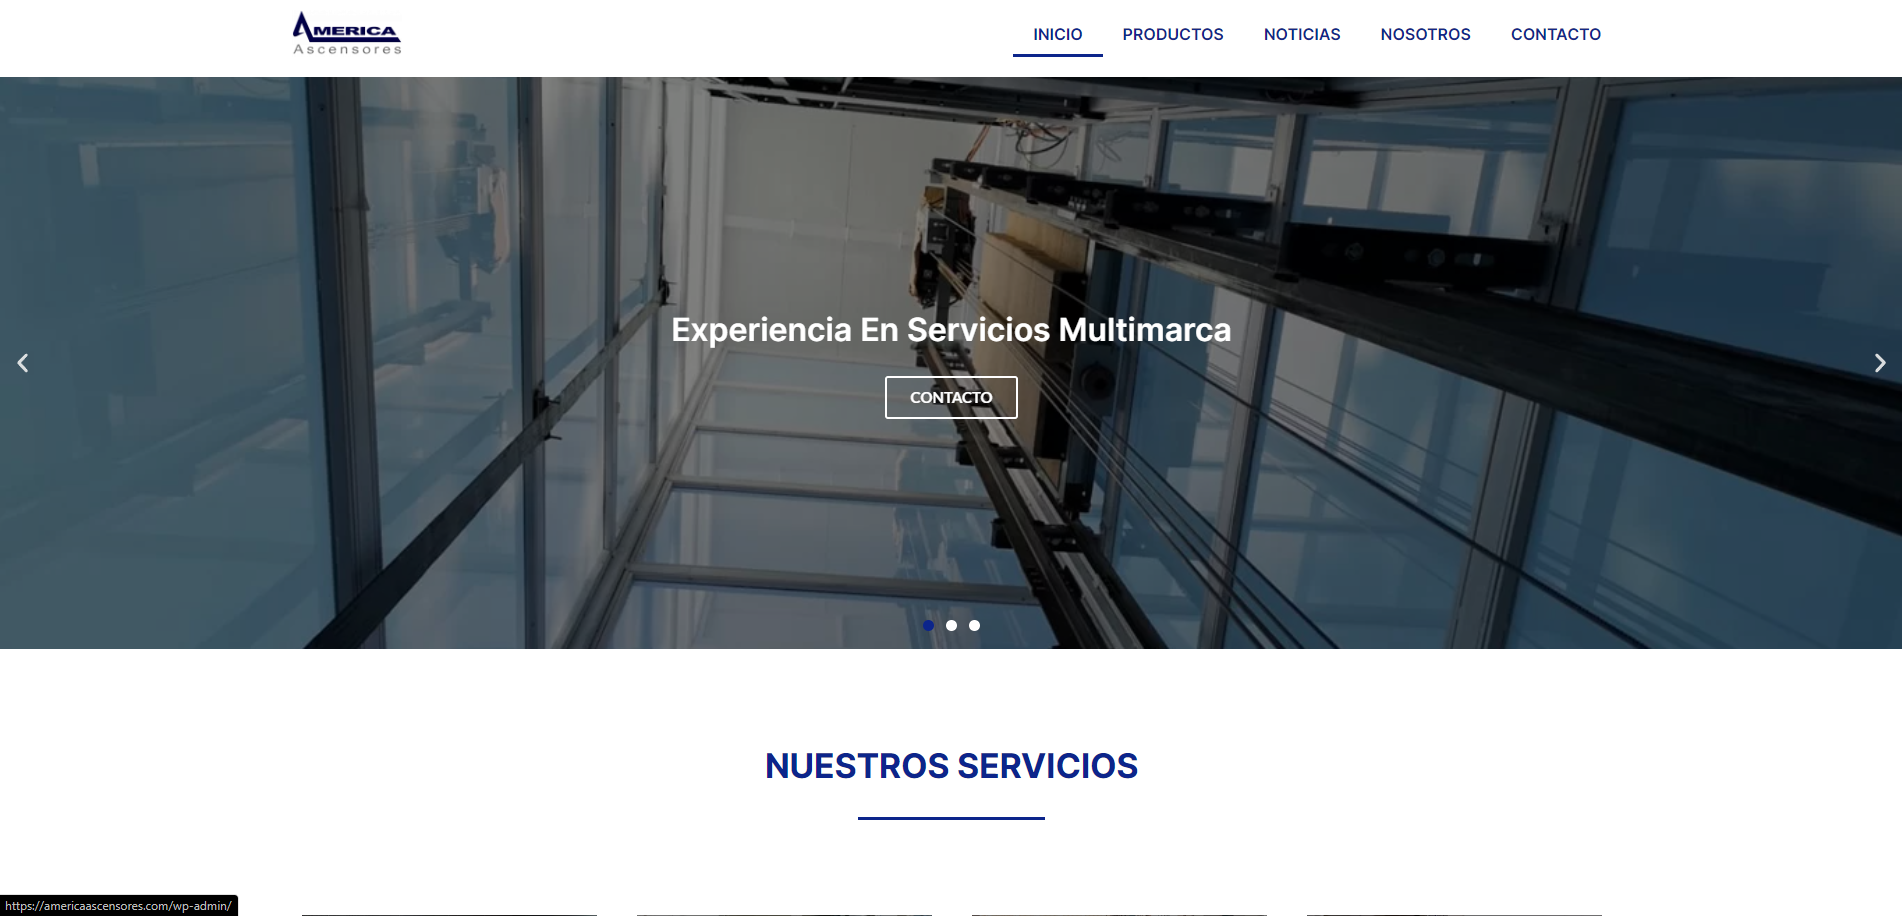 AMERICA
Ascensores
INICIO PRODUCTOS NOTICIAS NOSOTROS CONTACTO
Experiencia En Servicios Multimarca
CONTACTO
NUESTROS SERVICIOS
https://americaascensores.com/wp-admin/